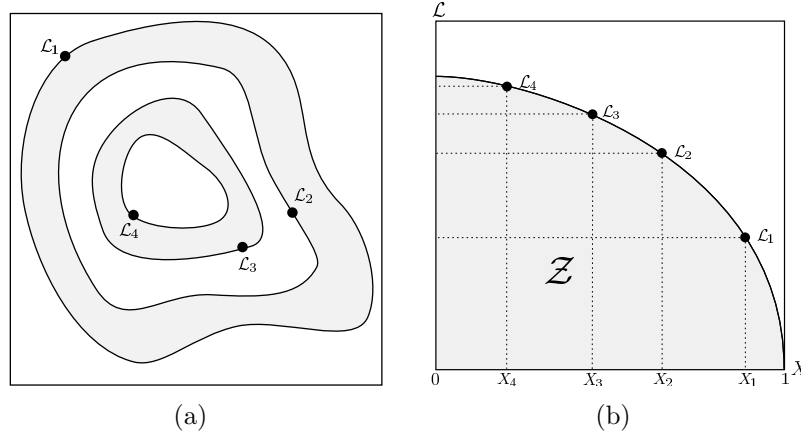 ℒ₁
ℒ₂
ℒ₄
ℒ₃
(a)
ℒ
ℒ₄
ℒ₃
ℒ₂
ℒ₁
𝒵
0 X₄ X₃ X₂ X₁ 1 X
(b)